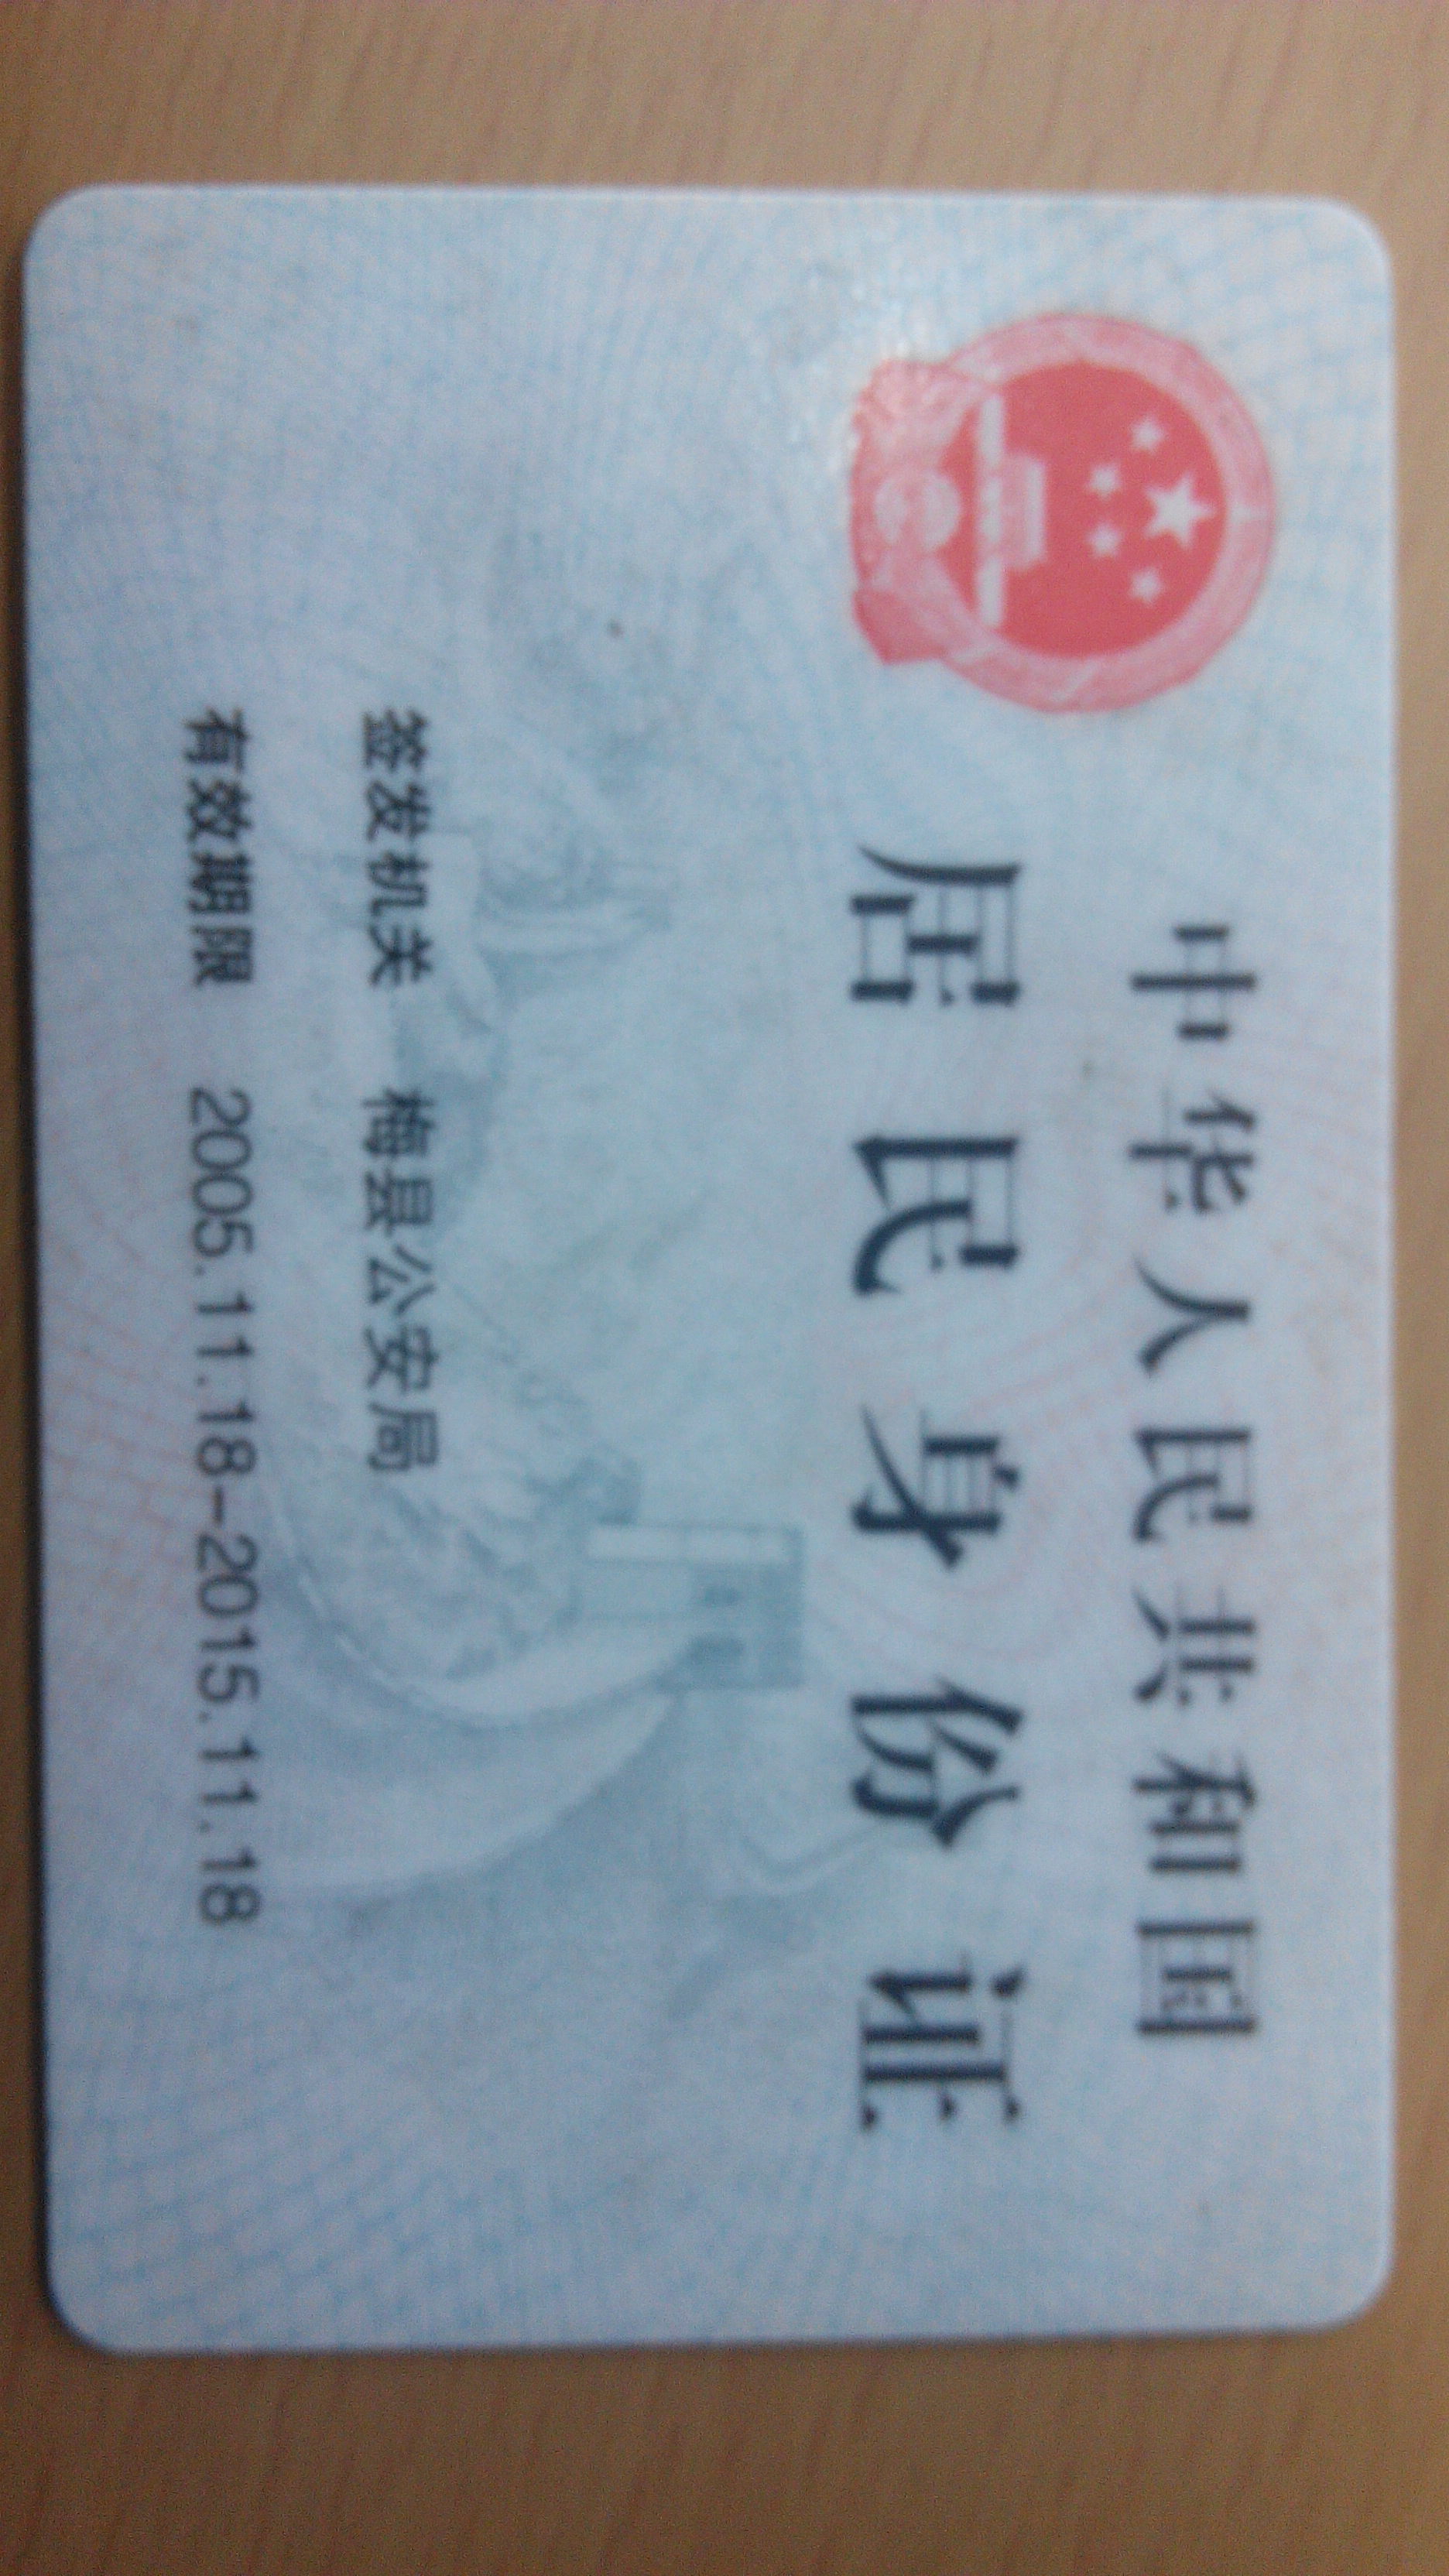 中华人民共和国
居民身份证
签发机关 梅县公安局
有效期限 2005.11.18-2015.11.18